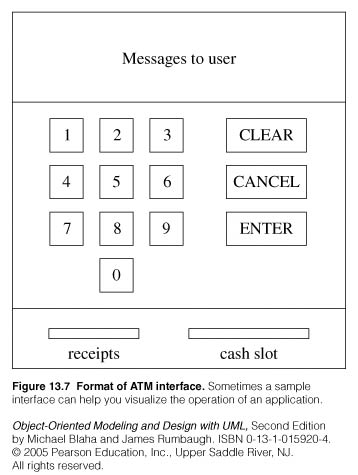 Messages to user
1 2 3 CLEAR
4 5 6 CANCEL
7 8 9 ENTER
0
receipts cash slot
Figure 13.7 Format of ATM interface. Sometimes a sample
interface can help you visualize the operation of an application.
Object-Oriented Modeling and Design with UML, Second Edition
by Michael Blaha and James Rumbaugh. ISBN 0-13-1-015920-4.
© 2005 Pearson Education, Inc., Upper Saddle River, NJ.
All rights reserved.